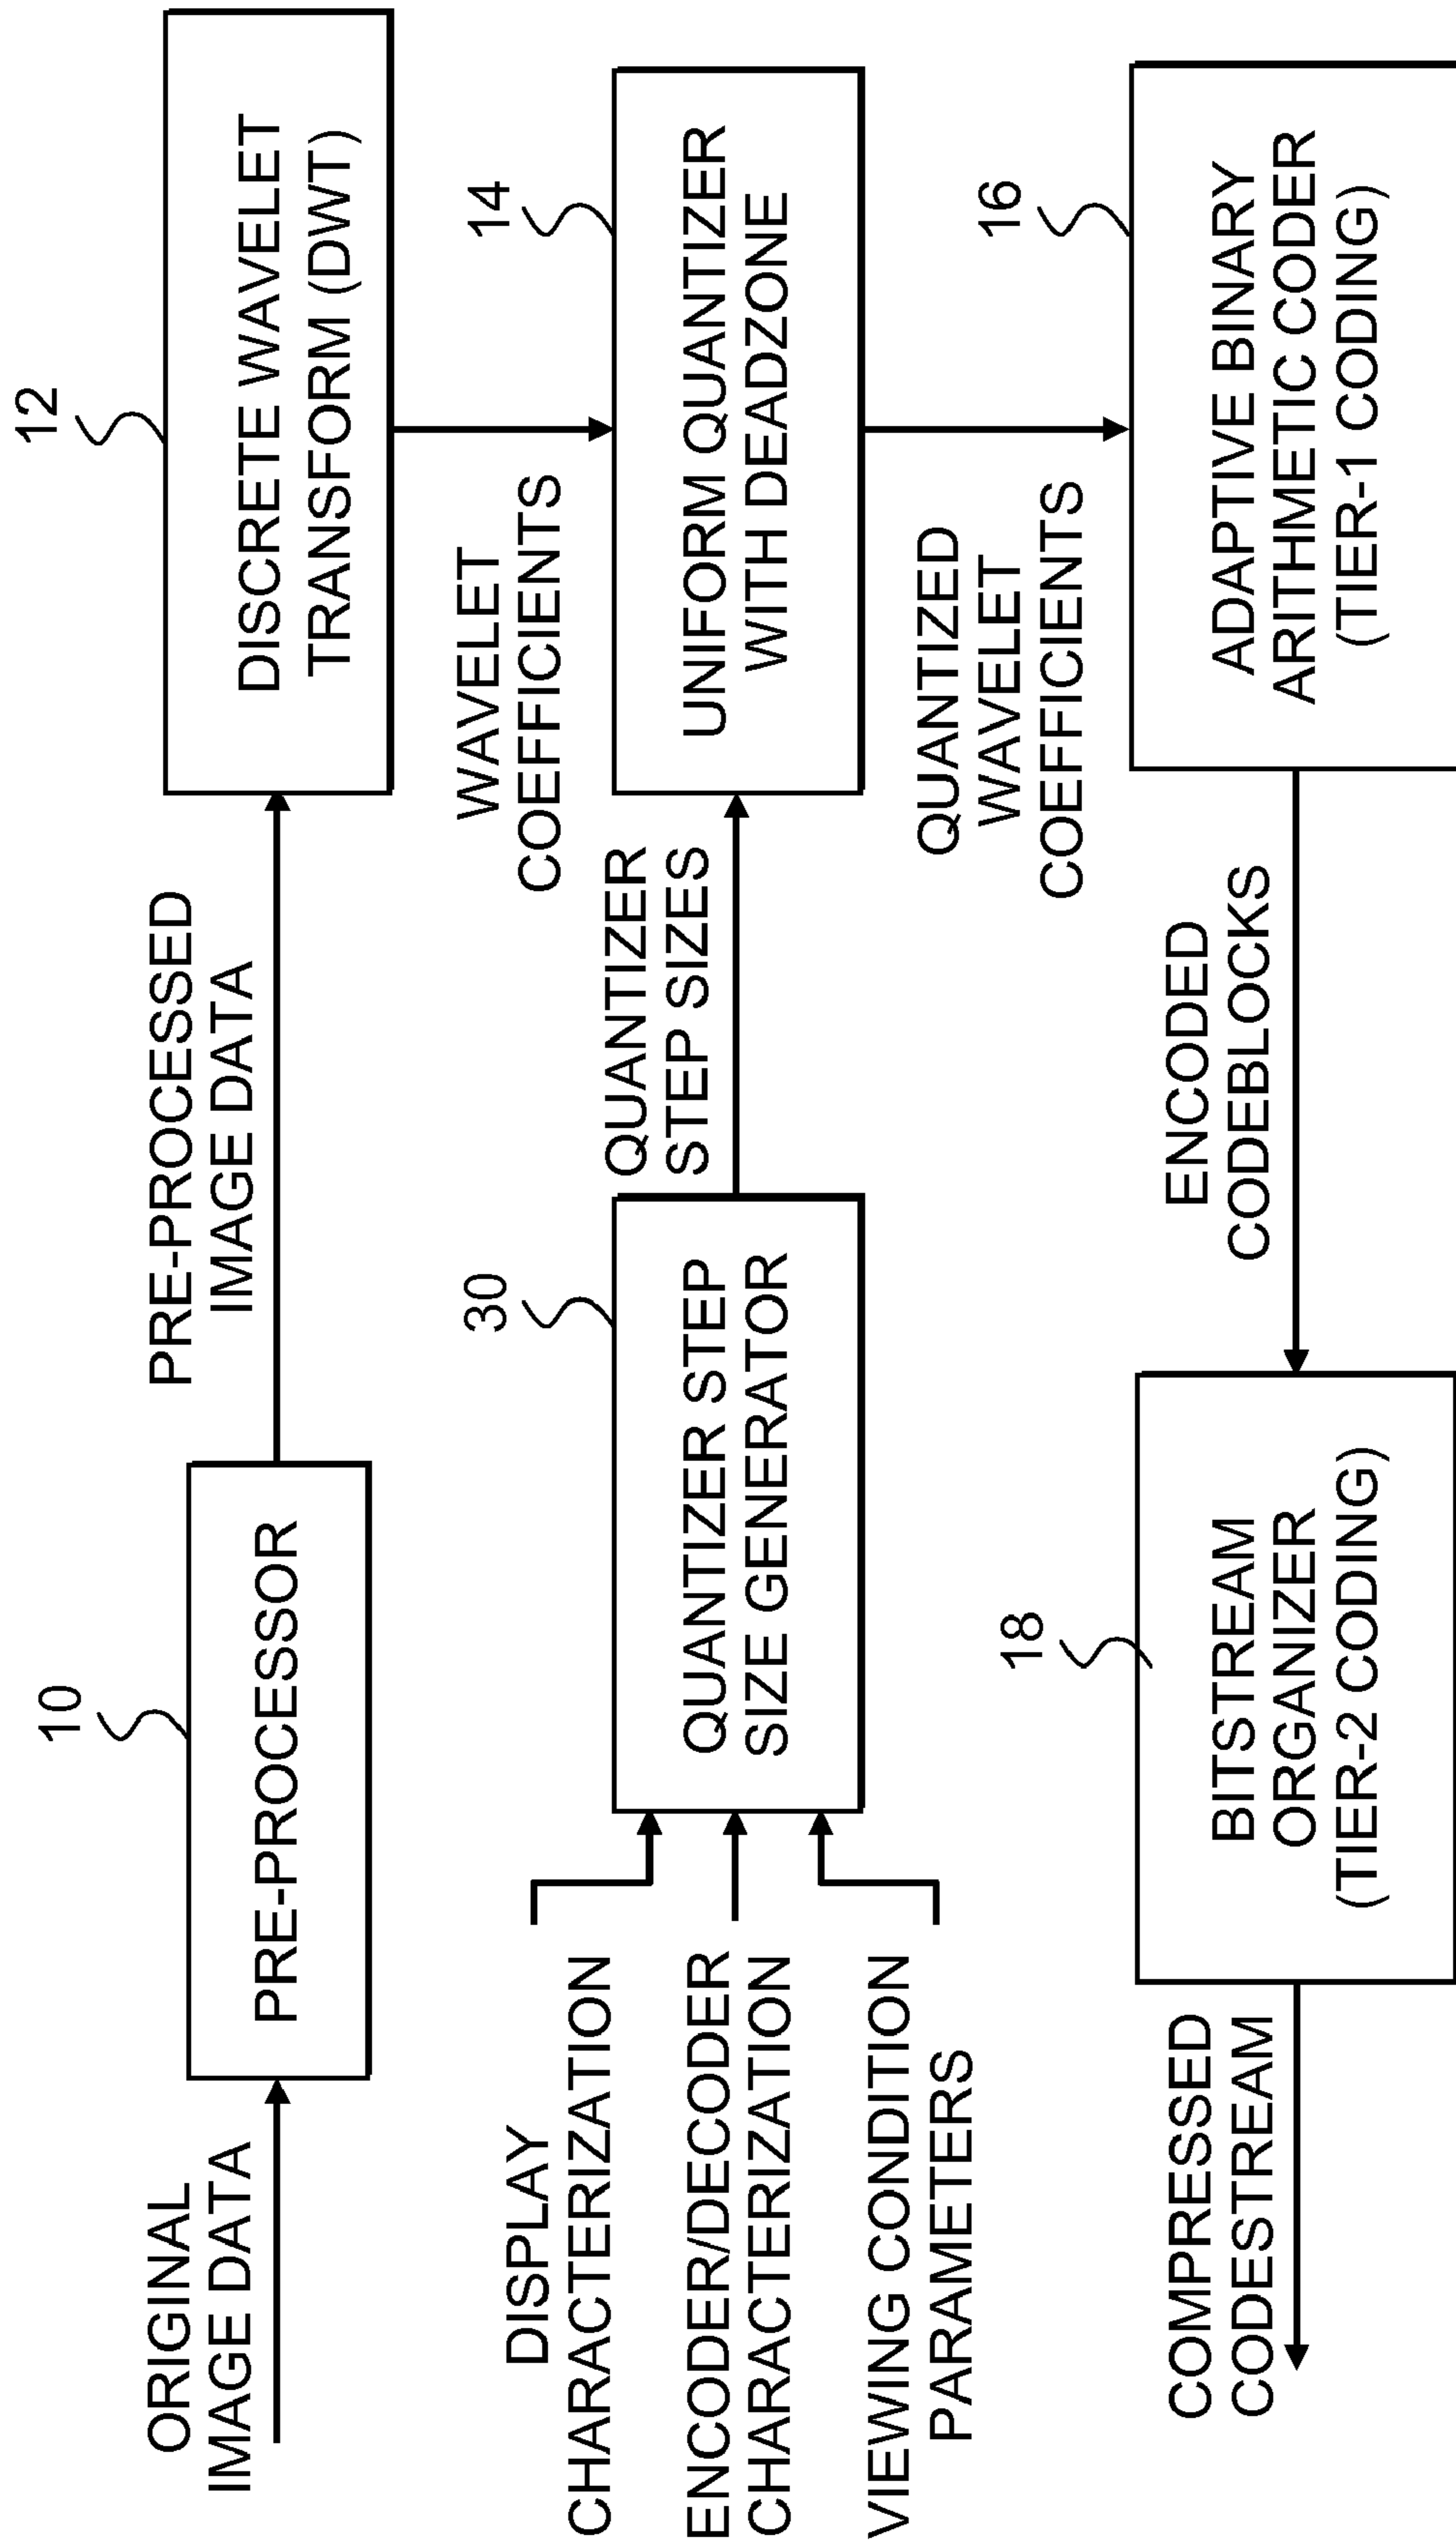 ORIGINAL
IMAGE DATA
10
PRE-PROCESSOR
PRE-PROCESSED
IMAGE DATA
12
DISCRETE WAVELET
TRANSFORM (DWT)
WAVELET
COEFFICIENTS
DISPLAY
CHARACTERIZATION
ENCODER/DECODER
CHARACTERIZATION
VIEWING CONDITION
PARAMETERS
30
QUANTIZER STEP
SIZE GENERATOR
QUANTIZER
STEP SIZES
14
UNIFORM QUANTIZER
WITH DEADZONE
QUANTIZED
WAVELET
COEFFICIENTS
16
ADAPTIVE BINARY
ARITHMETIC CODER
(TIER-1 CODING)
ENCODED
CODEBLOCKS
18
BITSTREAM
ORGANIZER
(TIER-2 CODING)
COMPRESSED
CODESTREAM